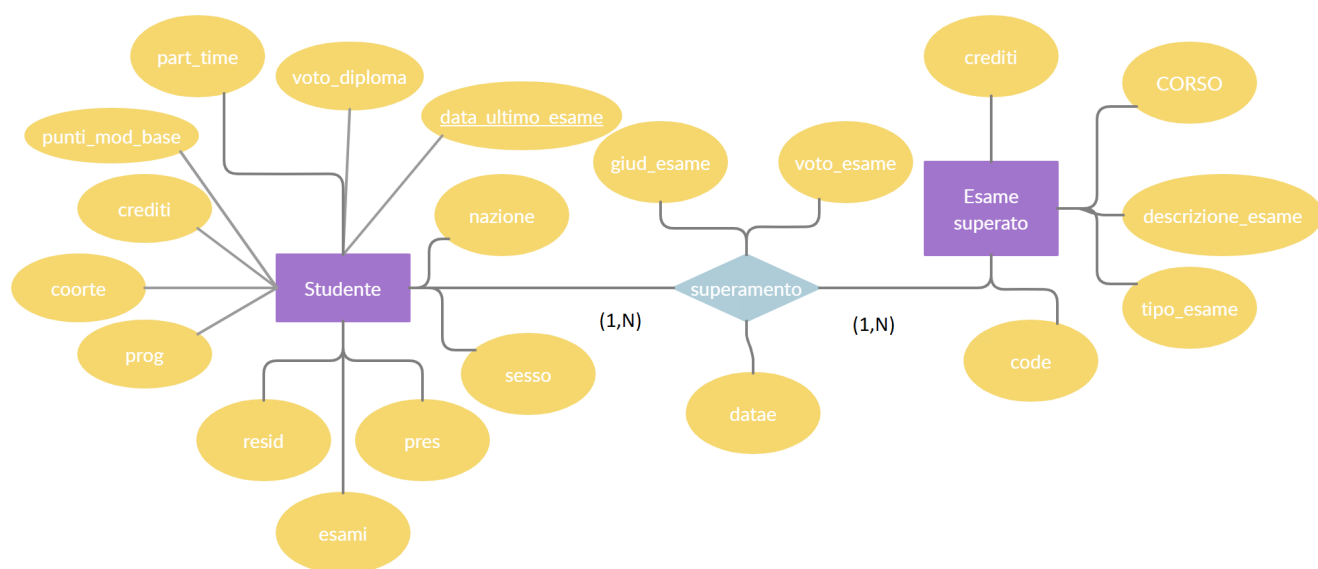 part_time
voto_diploma
data_ultimo_esame
punti_mod_base
crediti
coorte
prog
nazione
Studente
sesso
resid
pres
esami
giud_esame
voto_esame
superamento
(1,N)
(1,N)
datae
crediti
CORSO
Esame
superato
descrizione_esame
tipo_esame
code